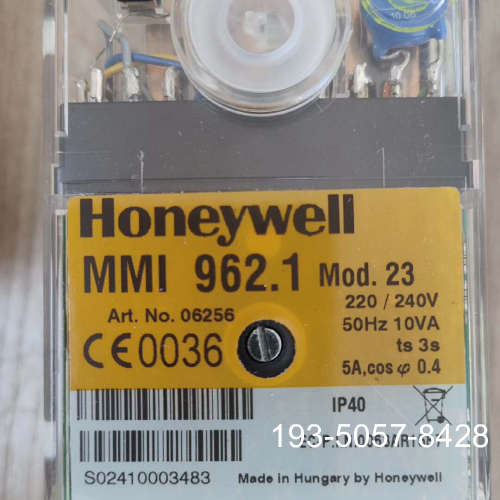 Honeywell
MMI 962.1 Mod. 23
Art. No. 06256
220 / 240V
50Hz 10VA
ts 3s
5A,cos φ 0.4
CE0036
IP40
193-5057-8428
S02410003483
Made in Hungary by Honeywell